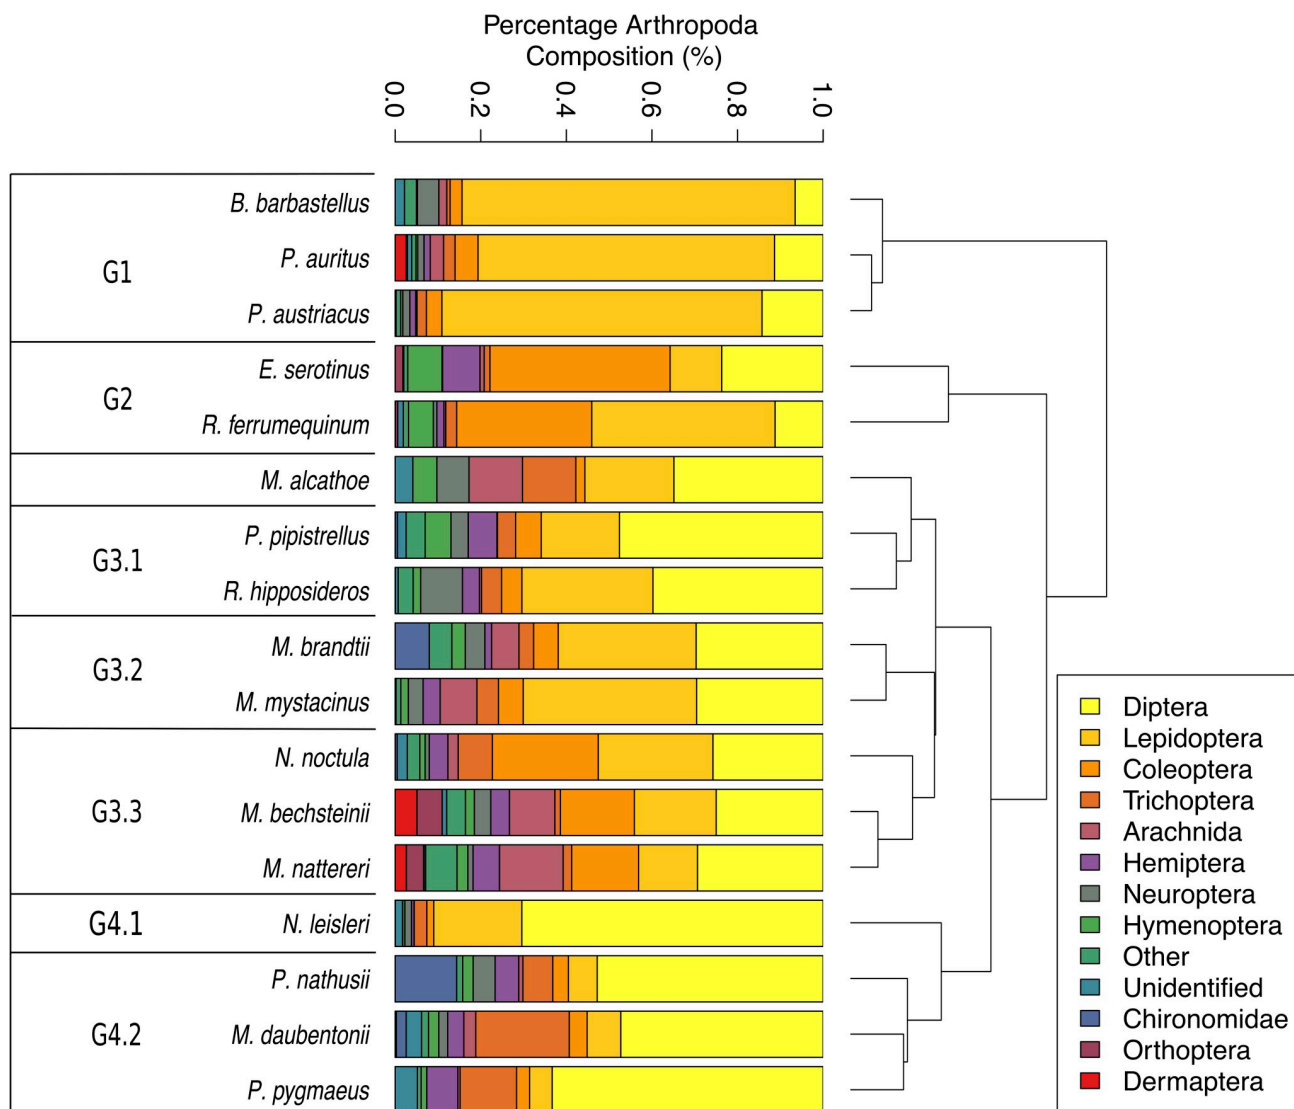 Percentage Arthropoda
Composition (%)
0.0 0.2 0.4 0.6 0.8 1.0
G1
B. barbastellus
P. auritus
P. austriacus
G2
E. serotinus
R. ferrumequinum
M. alcathoe
G3.1
P. pipistrellus
R. hipposideros
G3.2
M. brandtii
M. mystacinus
G3.3
N. noctula
M. bechsteinii
M. nattereri
G4.1
N. leisleri
G4.2
P. nathusii
M. daubentonii
P. pygmaeus
Diptera
Lepidoptera
Coleoptera
Trichoptera
Arachnida
Hemiptera
Neuroptera
Hymenoptera
Other
Unidentified
Chironomidae
Orthoptera
Dermaptera